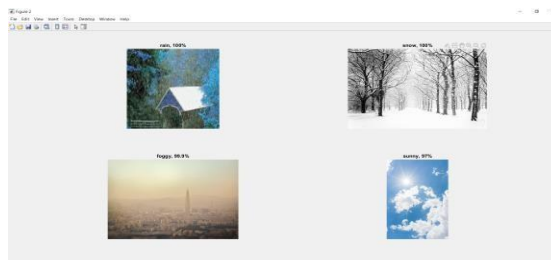 Figure 2
File Edit View Insert Tools Desktop Window Help
rain, 100%
snow, 100%
foggy, 99.9%
sunny, 97%